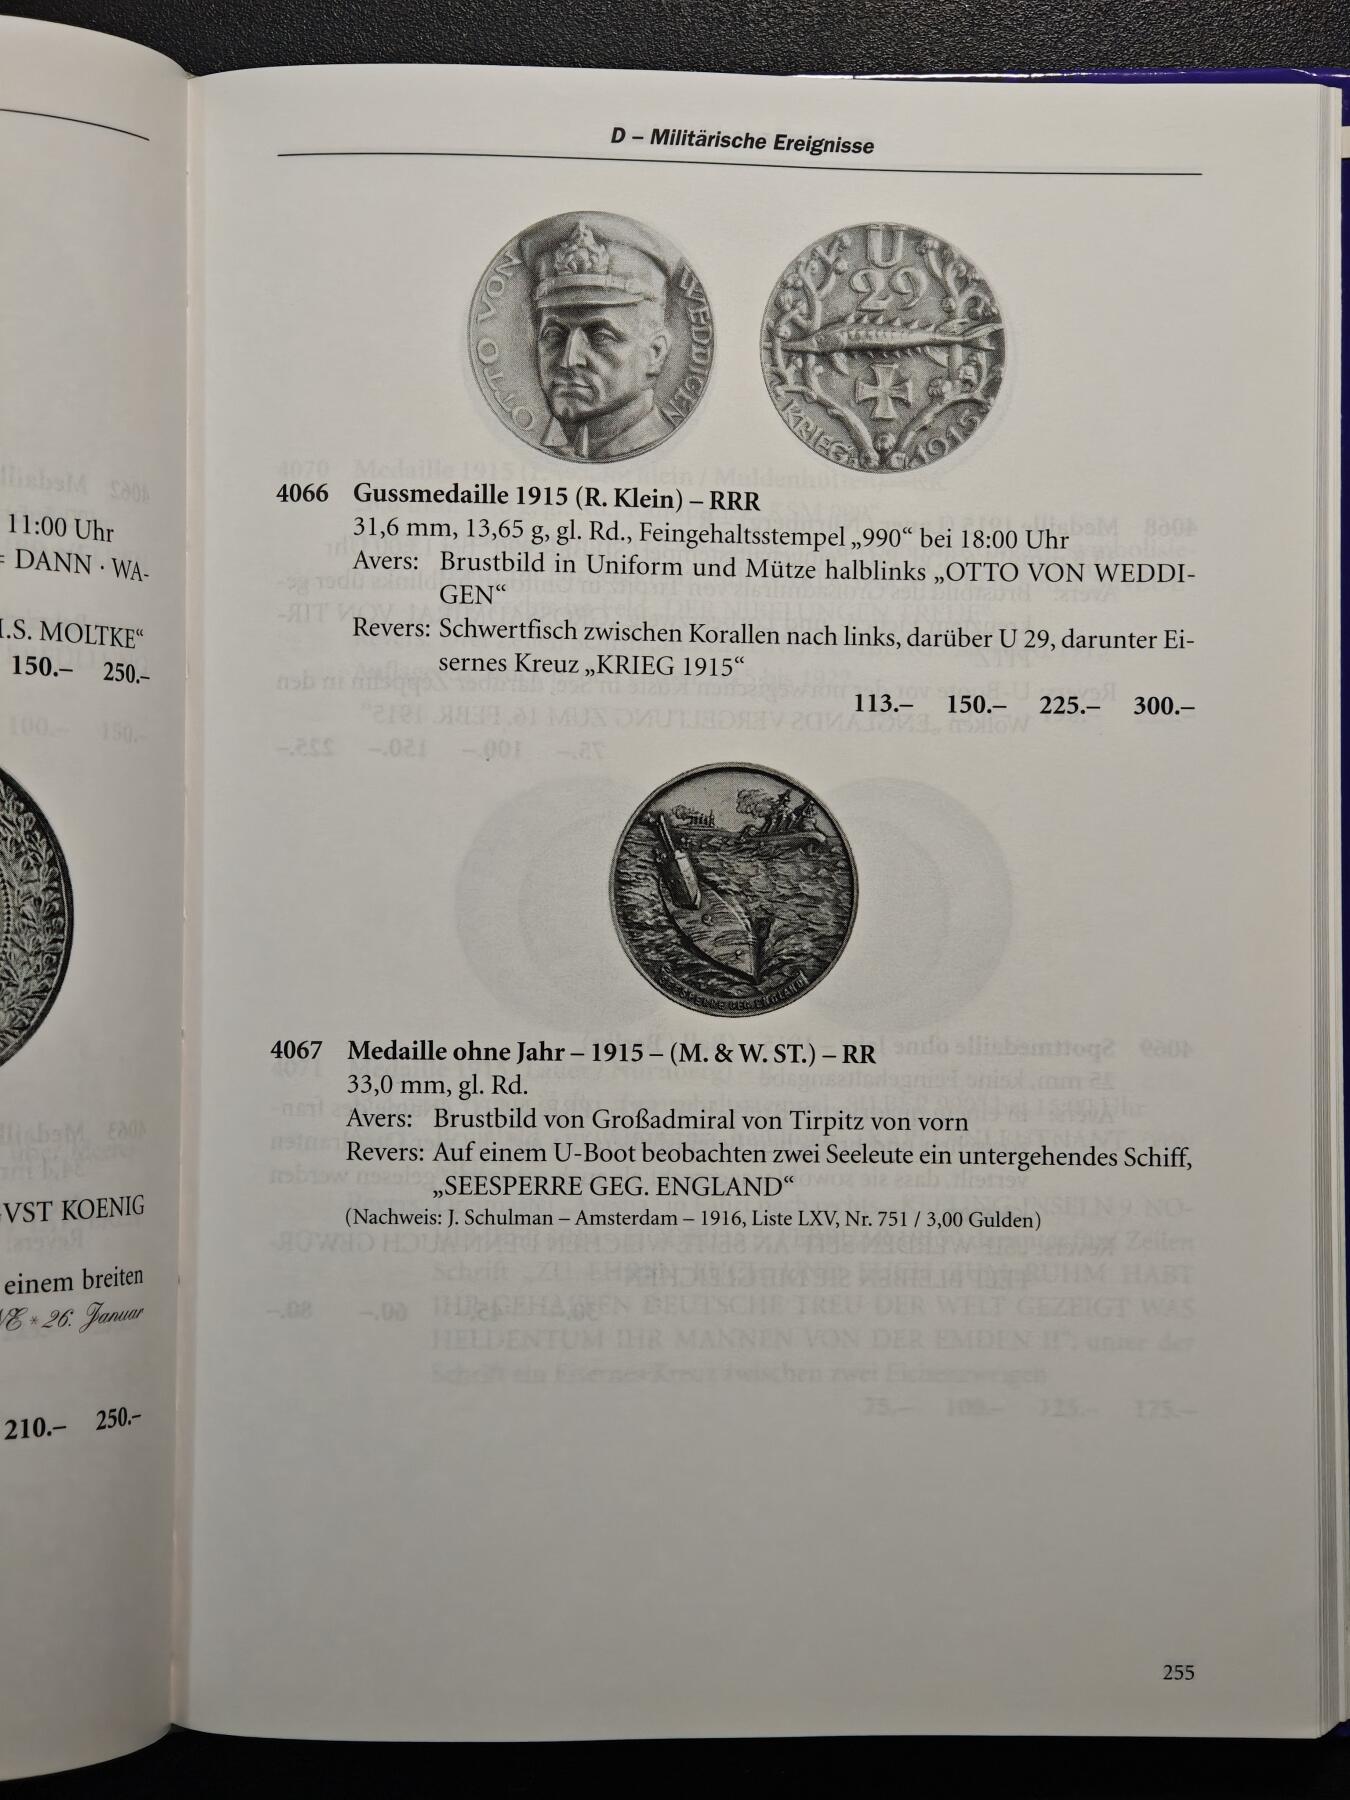 11:00 Uhr
= DANN · WA-
I.S. MOLTKE“
150.– 250.–
GVST KOENIG
einem breiten
26. Januar
210.– 250.–
D – Militärische Ereignisse
OTTO VON WEDDIGEN
U
29
KRIEG 1915
4066 Gussmedaille 1915 (R. Klein) – RRR
31,6 mm, 13,65 g, gl. Rd., Feingehaltsstempel „990“ bei 18:00 Uhr
Avers: Brustbild in Uniform und Mütze halblinks „OTTO VON WEDDI-
GEN“
Revers: Schwertfisch zwischen Korallen nach links, darüber U 29, darunter Ei-
sernes Kreuz „KRIEG 1915“
113.– 150.– 225.– 300.–
SEESPERRE GEG. ENGLAND
4067 Medaille ohne Jahr – 1915 – (M. & W. ST.) – RR
33,0 mm, gl. Rd.
Avers: Brustbild von Großadmiral von Tirpitz von vorn
Revers: Auf einem U-Boot beobachten zwei Seeleute ein untergehendes Schiff,
„SEESPERRE GEG. ENGLAND“
(Nachweis: J. Schulman – Amsterdam – 1916, Liste LXV, Nr. 751 / 3,00 Gulden)
255